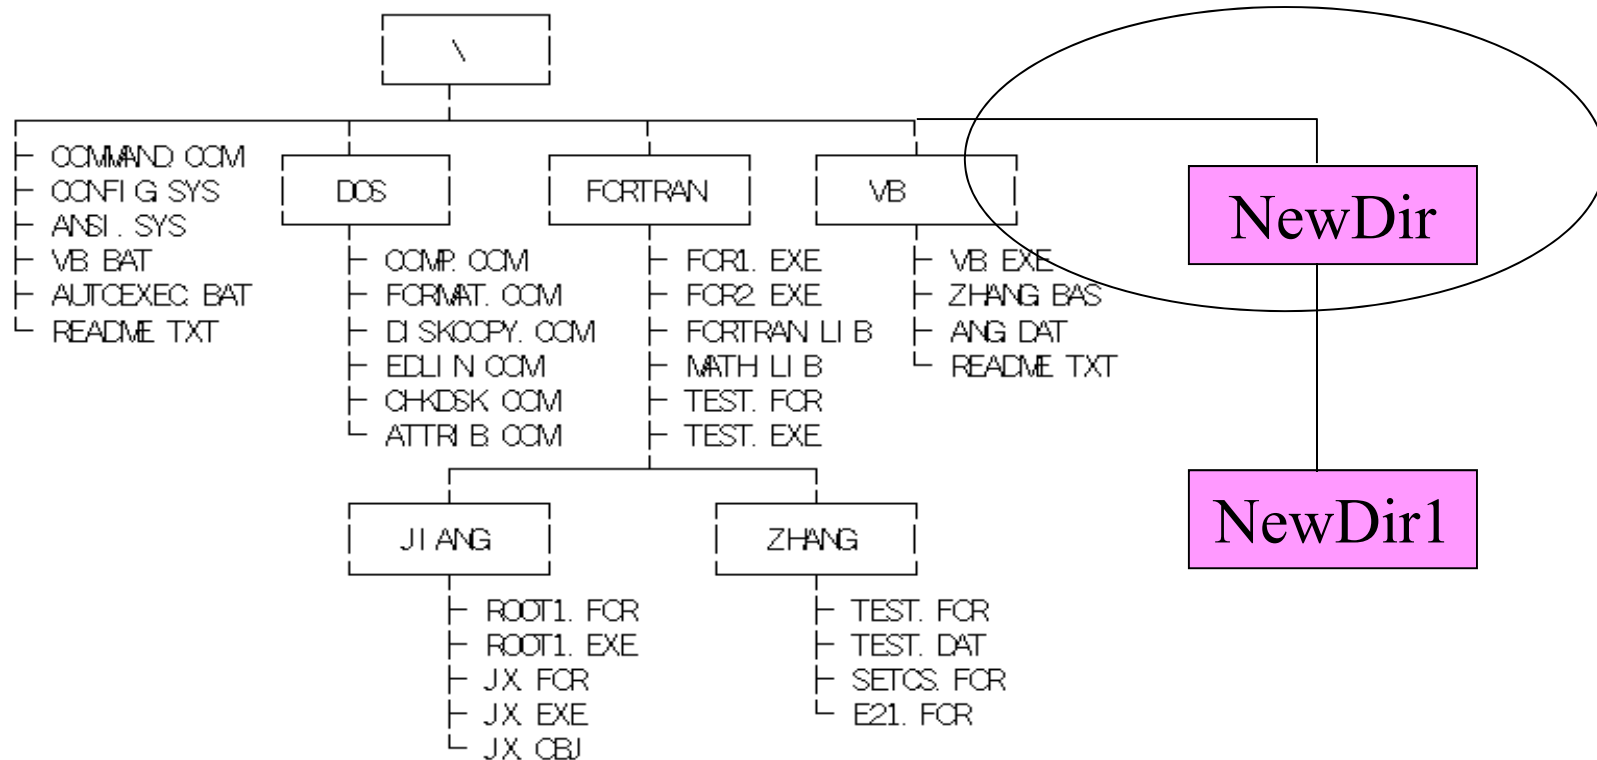 \
COMMAND.COM
CONFIG.SYS
ANSI.SYS
VB.BAT
AUTOEXEC.BAT
README.TXT
DOS
COMP.COM
FORMAT.COM
DISKCOPY.COM
EDLIN.COM
CHKDSK.COM
ATTRIB.COM
FORTRAN
FOR1.EXE
FOR2.EXE
FORTRAN.LIB
MATH.LIB
TEST.FOR
TEST.EXE
JIANG
ROOT1.FOR
ROOT1.EXE
JX.FOR
JX.EXE
JX.OBJ
ZHANG
TEST.FOR
TEST.DAT
SETCS.FOR
E21.FOR
VB
VB.EXE
ZHANG.BAS
ANG.DAT
README.TXT
NewDir
NewDir1